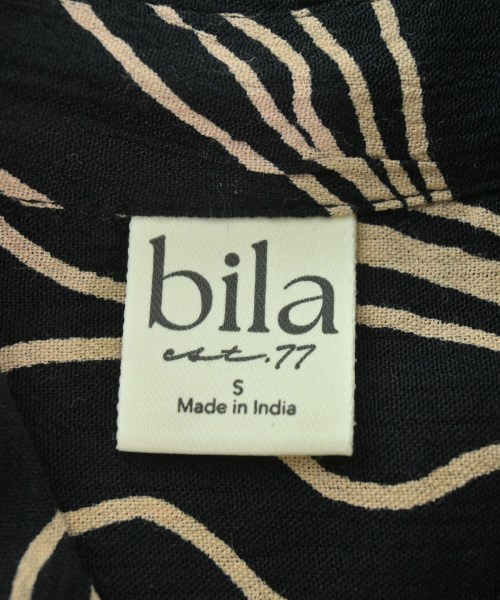 bila
est.77
S
Made in India